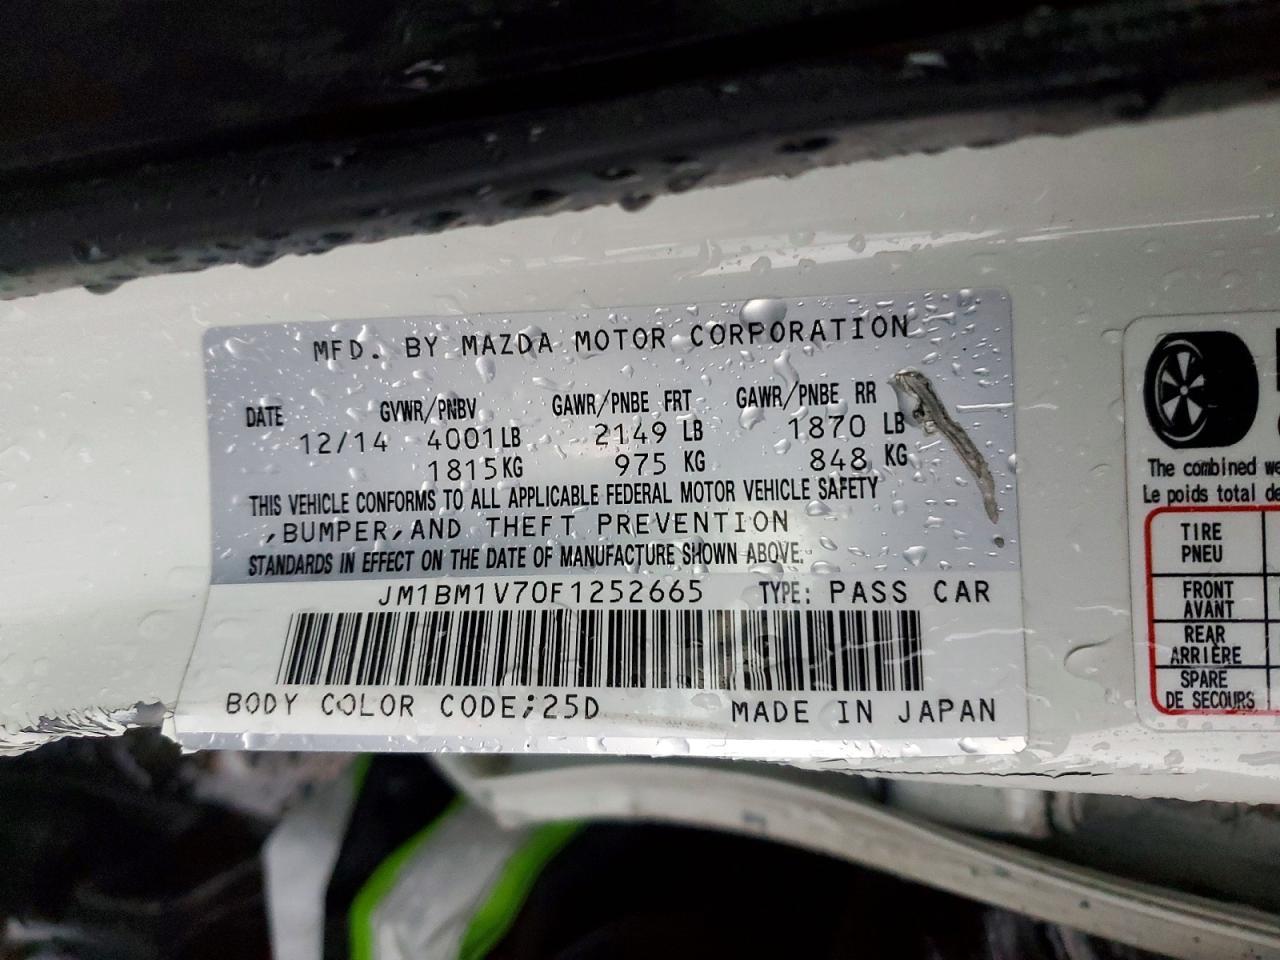 MFD. BY MAZDA MOTOR CORPORATION
DATE GVWR/PNBV GAWR/PNBE FRT GAWR/PNBE RR
12/14 4001LB 2149 LB 1870 LB
1815KG 975 KG 848 KG
THIS VEHICLE CONFORMS TO ALL APPLICABLE FEDERAL MOTOR VEHICLE SAFETY
,BUMPER,AND THEFT PREVENTION
STANDARDS IN EFFECT ON THE DATE OF MANUFACTURE SHOWN ABOVE.
JM1BM1V70F1252665 TYPE: PASS CAR
BODY COLOR CODE;25D MADE IN JAPAN
The combined
Le poids total
TIRE
PNEU
FRONT
AVANT
REAR
ARRIÈRE
SPARE
DE SECOURS